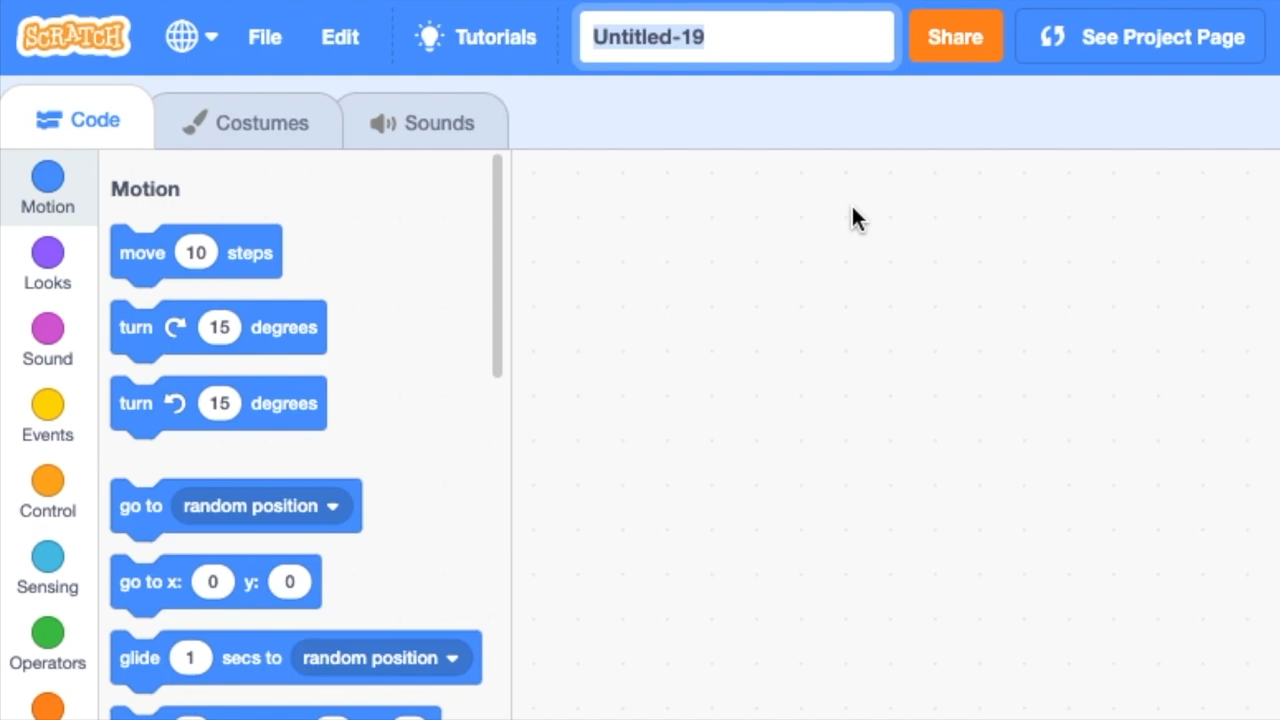 SCRATCH File Edit Tutorials Untitled-19 Share See Project Page
Code Costumes Sounds
Motion
Looks
Sound
Events
Control
Sensing
Operators
Motion
move 10 steps
turn 15 degrees
turn 15 degrees
go to random position
go to x: 0 y: 0
glide 1 secs to random position